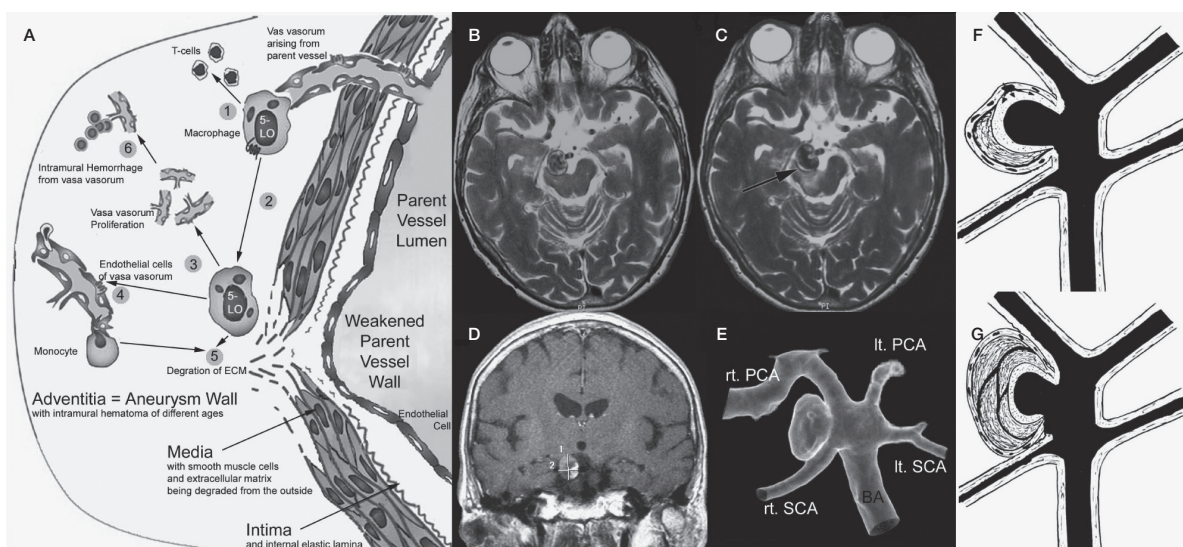 A
T-cells
Vas vasorum
arising from
parent vessel
1
5-
LO
Macrophage
6
Intramural Hemorrhage
from vasa vasorum
2
Vasa vasorum
Proliferation
Parent
Vessel
Lumen
3
Endothelial cells
of vasa vasorum
4
5-
LO
Monocyte
5
Degration of ECM
Weakened
Parent
Vessel
Wall
Adventitia = Aneurysm Wall
with intramural hematoma of different ages
Endothelial
Cell
Media
with smooth muscle cells
and extracellular matrix
being degraded from the outside
Intima
and internal elastic lamina
B
C
D
1
2
E
lt. PCA
rt. PCA
lt. SCA
rt. SCA
BA
F
G